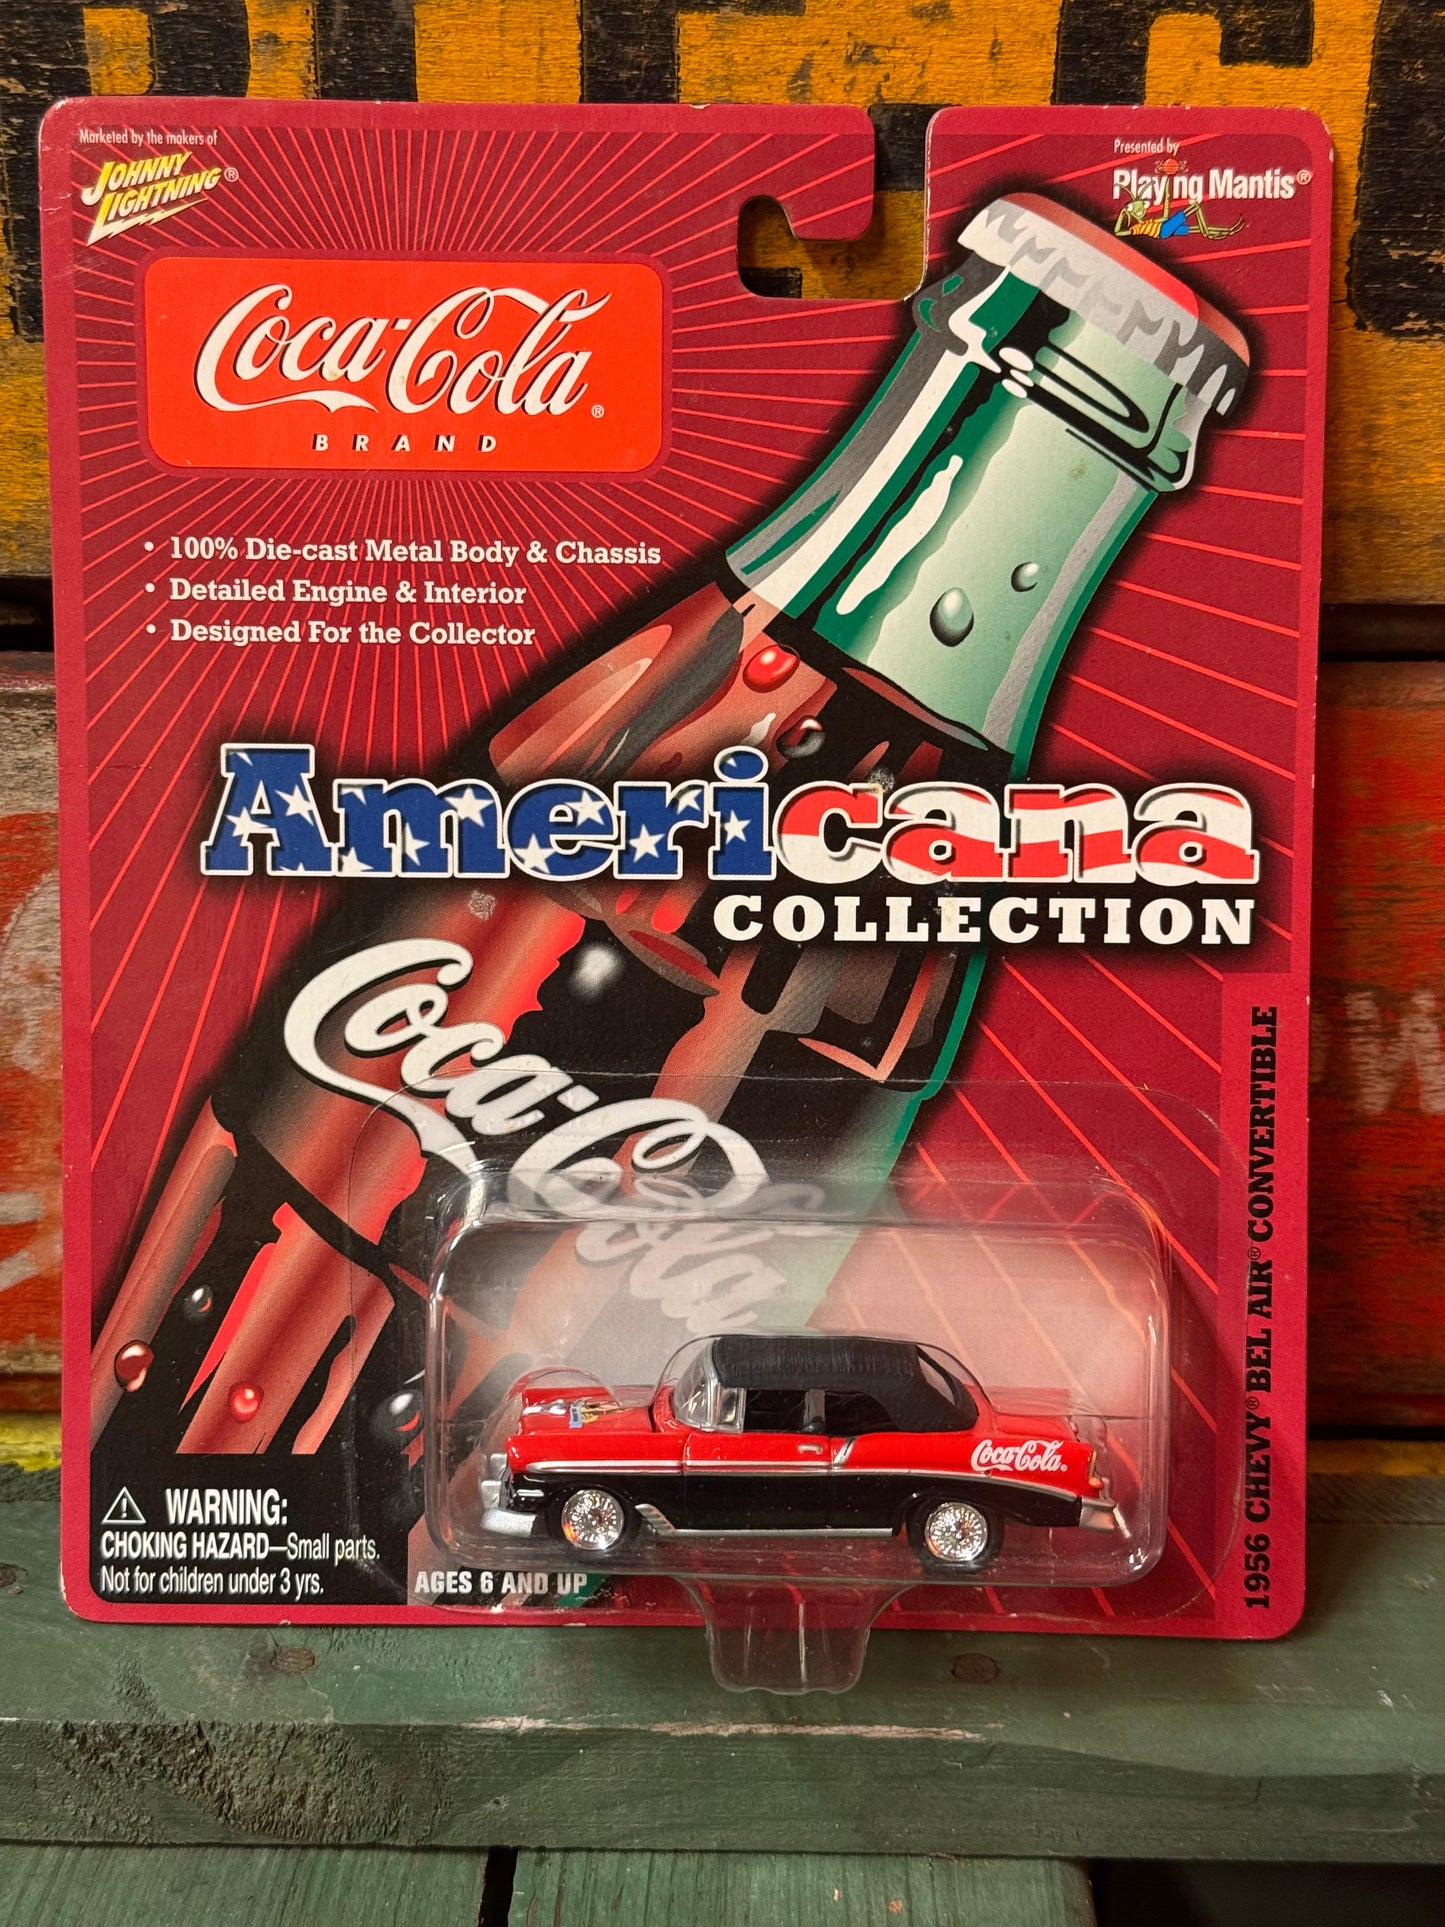 Marketed by the makers of
JOHNNY
LIGHTNING®
Presented by
Playing Mantis®
Coca-Cola®
BRAND
• 100% Die-cast Metal Body & Chassis
• Detailed Engine & Interior
• Designed For the Collector
Americana
COLLECTION
Coca-Cola
1956 CHEVY® BEL AIR® CONVERTIBLE
Coca-Cola®
⚠ WARNING:
CHOKING HAZARD—Small parts.
Not for children under 3 yrs.
AGES 6 AND UP